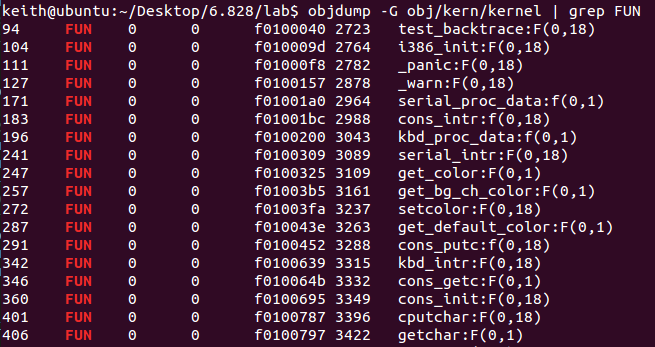 keith@ubuntu:~/Desktop/6.828/lab$ objdump -G obj/kern/kernel | grep FUN
94 FUN 0 0 f0100040 2723 test_backtrace:F(0,18)
104 FUN 0 0 f010009d 2764 i386_init:F(0,18)
111 FUN 0 0 f01000f8 2782 _panic:F(0,18)
127 FUN 0 0 f0100157 2878 _warn:F(0,18)
171 FUN 0 0 f01001a0 2964 serial_proc_data:f(0,1)
183 FUN 0 0 f01001bc 2988 cons_intr:f(0,18)
196 FUN 0 0 f0100200 3043 kbd_proc_data:f(0,1)
241 FUN 0 0 f0100309 3089 serial_intr:F(0,18)
247 FUN 0 0 f0100325 3109 get_color:F(0,1)
257 FUN 0 0 f01003b5 3161 get_bg_ch_color:F(0,1)
272 FUN 0 0 f01003fa 3237 setcolor:F(0,18)
287 FUN 0 0 f010043e 3263 get_default_color:F(0,1)
291 FUN 0 0 f0100452 3288 cons_putc:f(0,18)
342 FUN 0 0 f0100639 3315 kbd_intr:F(0,18)
346 FUN 0 0 f010064b 3332 cons_getc:F(0,1)
360 FUN 0 0 f0100695 3349 cons_init:F(0,18)
401 FUN 0 0 f0100787 3396 cputchar:F(0,18)
406 FUN 0 0 f0100797 3422 getchar:F(0,1)